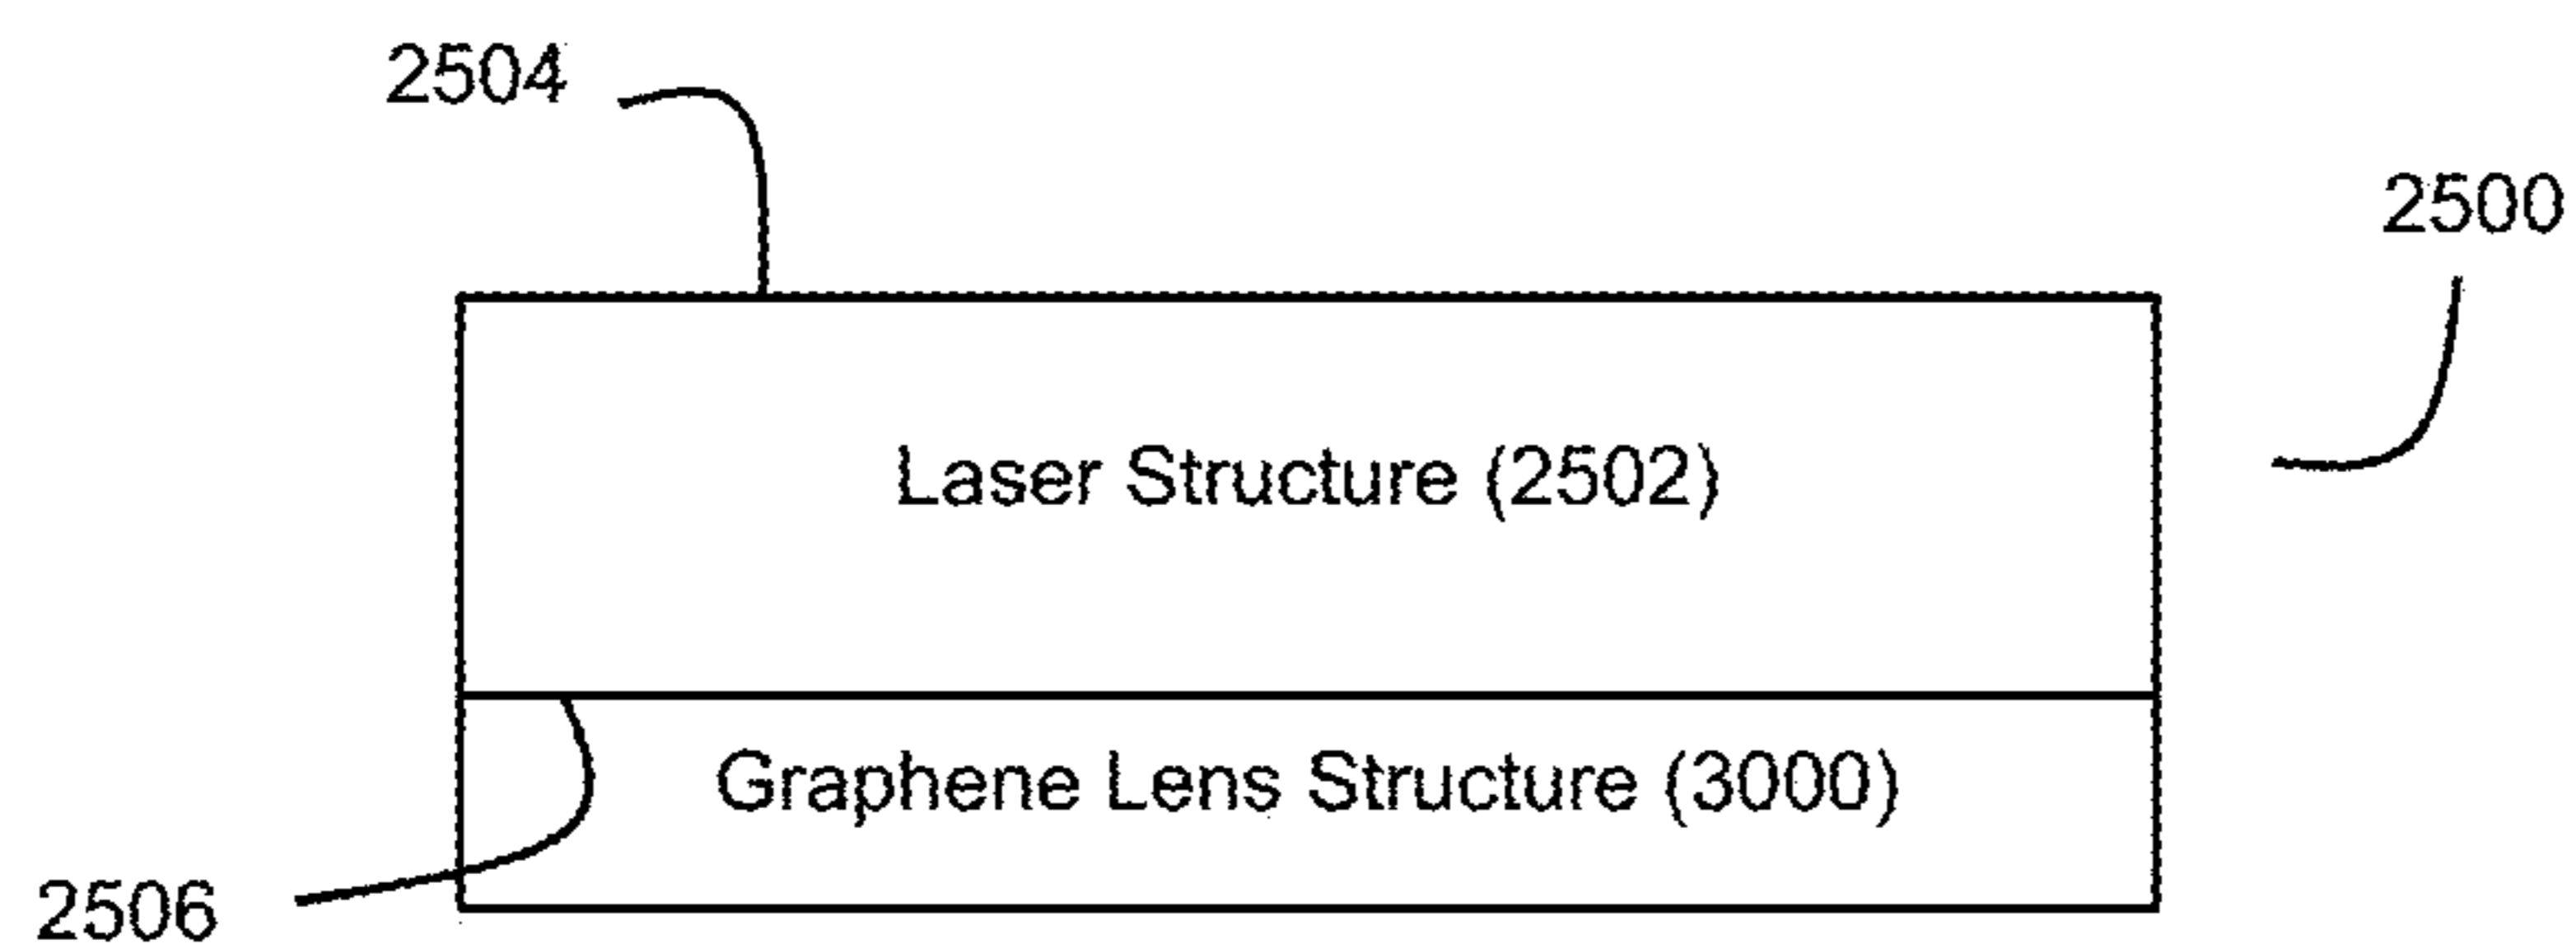 2504
2500
Laser Structure (2502)
Graphene Lens Structure (3000)
2506